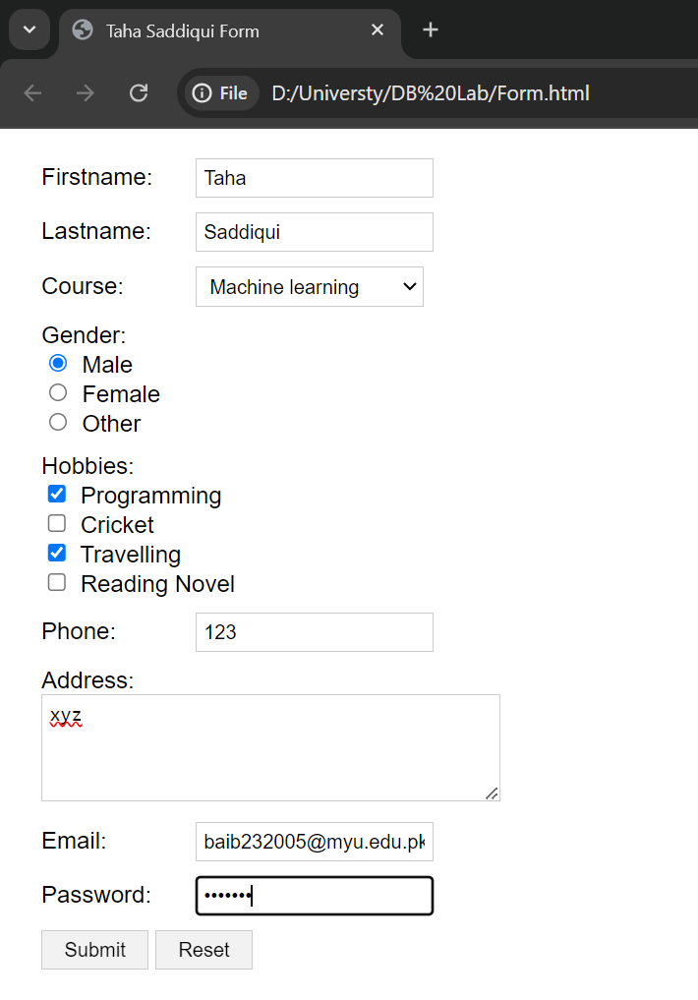 Taha Saddiqui Form
File D:/Universty/DB%20Lab/Form.html
Firstname: Taha
Lastname: Saddiqui
Course: Machine learning
Gender:
Male
Female
Other
Hobbies:
Programming
Cricket
Travelling
Reading Novel
Phone: 123
Address:
xyz
Email: baib232005@myu.edu.pk
Password: •••••••
Submit Reset